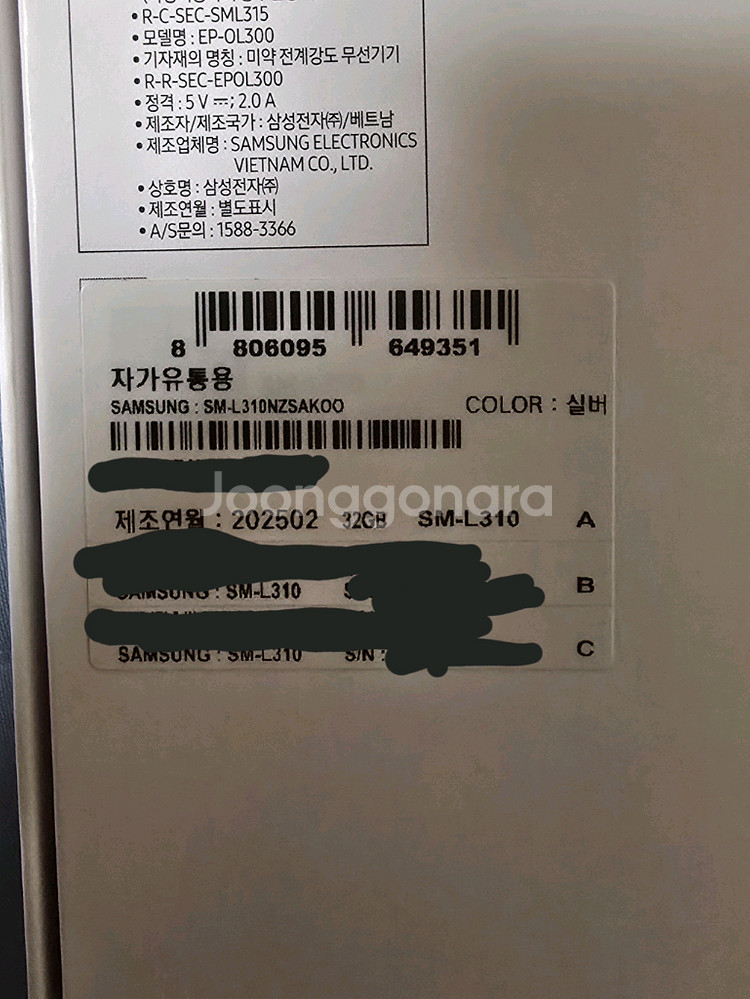 • R-C-SEC-SML315
• 모델명 : EP-OL300
• 기자재의 명칭 : 미약 전계강도 무선기기
• R-R-SEC-EPOL300
• 정격 : 5 V ⎓; 2.0 A
• 제조자/제조국가 : 삼성전자(주)/베트남
• 제조업체명 : SAMSUNG ELECTRONICS
VIETNAM CO., LTD.
• 상호명 : 삼성전자(주)
• 제조연월 : 별도표시
• A/S문의 : 1588-3366
8 806095 649351
자가유통용
SAMSUNG : SM-L310NZSAKOO COLOR : 실버
Joonggonara
제조연월 : 202502 32GB SM-L310 A
SAMSUNG : SM-L310 B
SAMSUNG : SM-L310 S/N : C